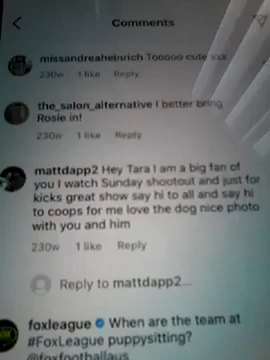 Comments
missandreaheinrich Tooooo cute xxx
230w 1 like Reply
the_salon_alternative I better bring
Rosie in!
230w 1 like Reply
mattdapp2 Hey Tara I am a big fan of
you I watch Sunday shootout and just for
kicks great show say hi to all and say hi
to coops for me love the dog nice photo
with you and him
230w 1 like Reply
Reply to mattdapp2...
foxleague When are the team at
#FoxLeague puppysitting?
@foxfootballaus